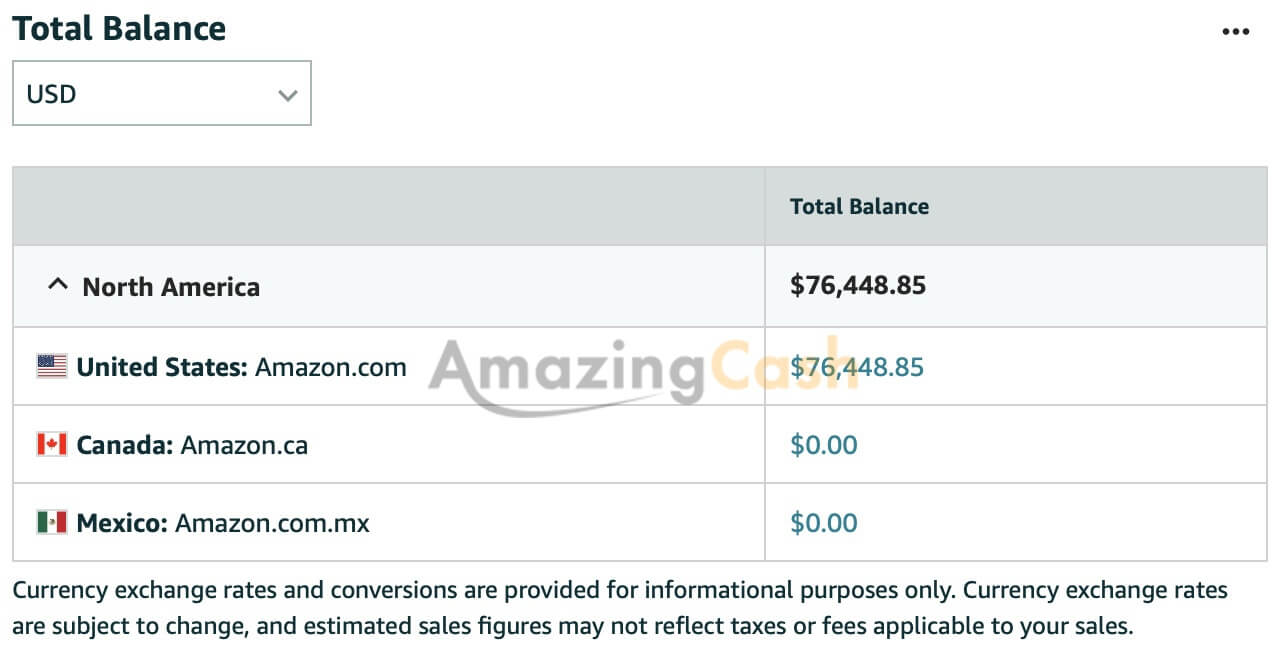 Total Balance
USD
Total Balance
North America
$76,448.85
United States: Amazon.com
$76,448.85
AmazingCash
Canada: Amazon.ca
$0.00
Mexico: Amazon.com.mx
$0.00
Currency exchange rates and conversions are provided for informational purposes only. Currency exchange rates
are subject to change, and estimated sales figures may not reflect taxes or fees applicable to your sales.